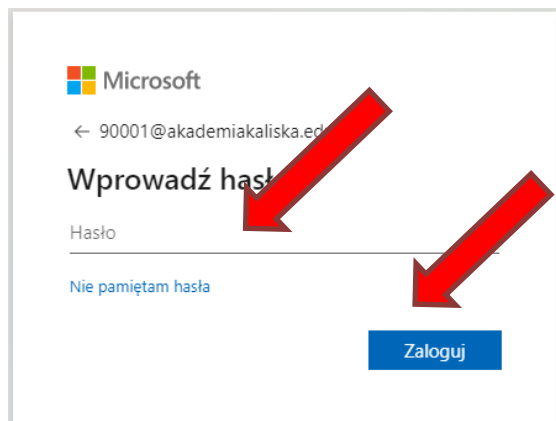 Microsoft
← 90001@akademiakaliska.ed
Wprowadź hasł
Hasło
Nie pamiętam hasła
Zaloguj